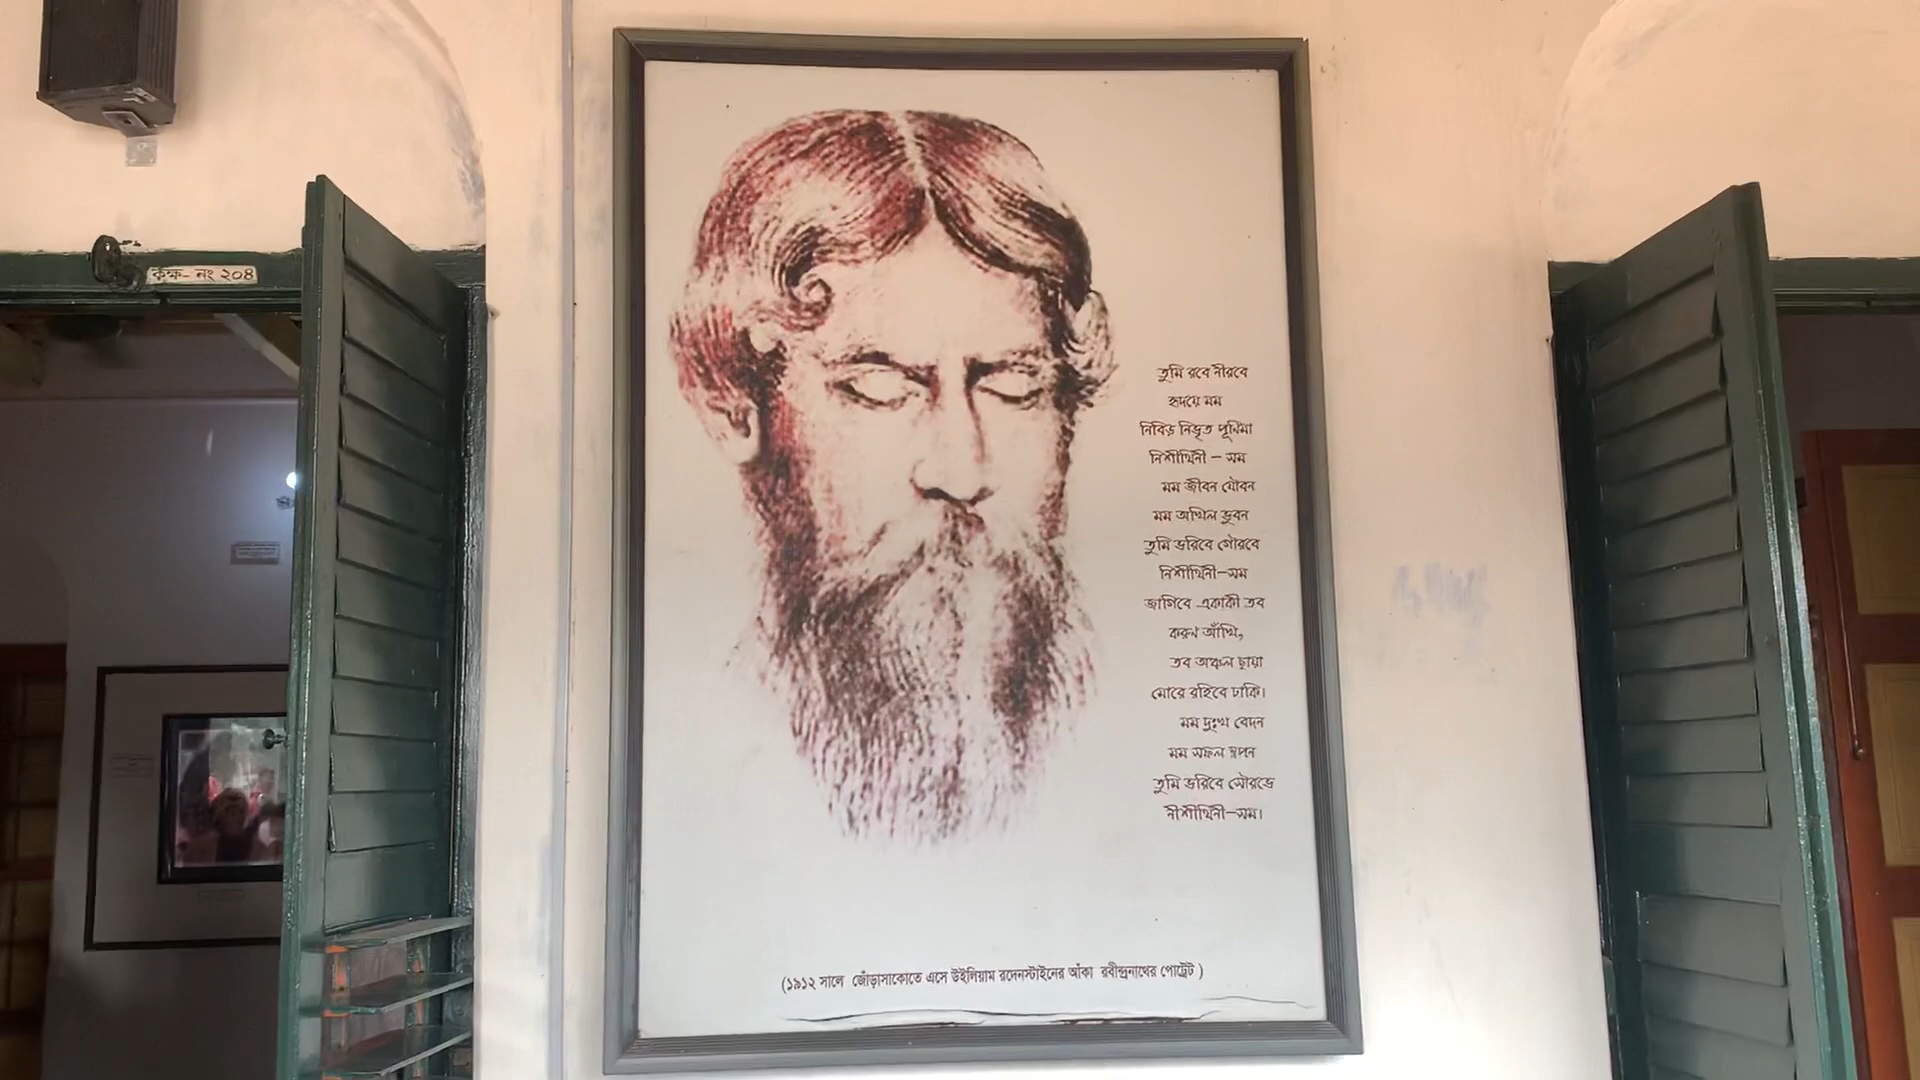 কক্ষ- নং ২০৪
তুমি রবে নীরবে
হৃদয়ে মম
নিবিড় নিভৃত পূর্ণিমা
নিশীথিনী – সম
মম জীবন যৌবন
মম অখিল ভুবন
তুমি ভরিবে গৌরবে
নিশীথিনী–সম
জাগিবে একাকী তব
করুণ আঁখি,
তব অঞ্চল ছায়া
মোরে রহিবে ঢাকি।
মম দুঃখ বেদন
মম সফল স্বপন
তুমি ভরিবে সৌরভে
নীশীথিনী–সম।
(১৯১২ সালে জোঁড়াসাকোতে এসে উইলিয়াম রদেনস্টাইনের আঁকা রবীন্দ্রনাথের পোর্ট্রেট )